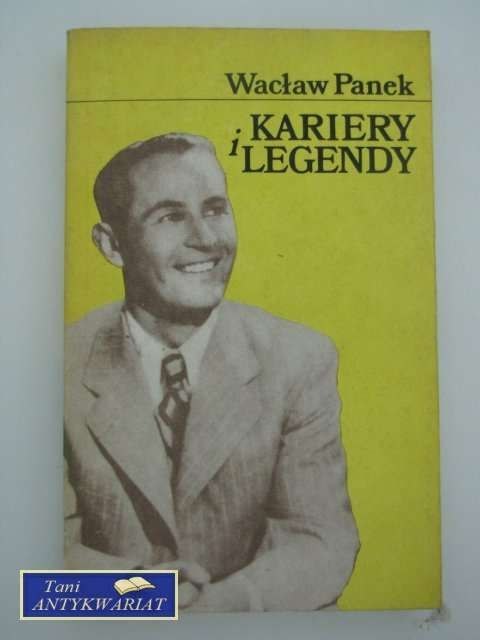 Wacław Panek
KARIERY
i LEGENDY
Tani
ANTYKWARIAT